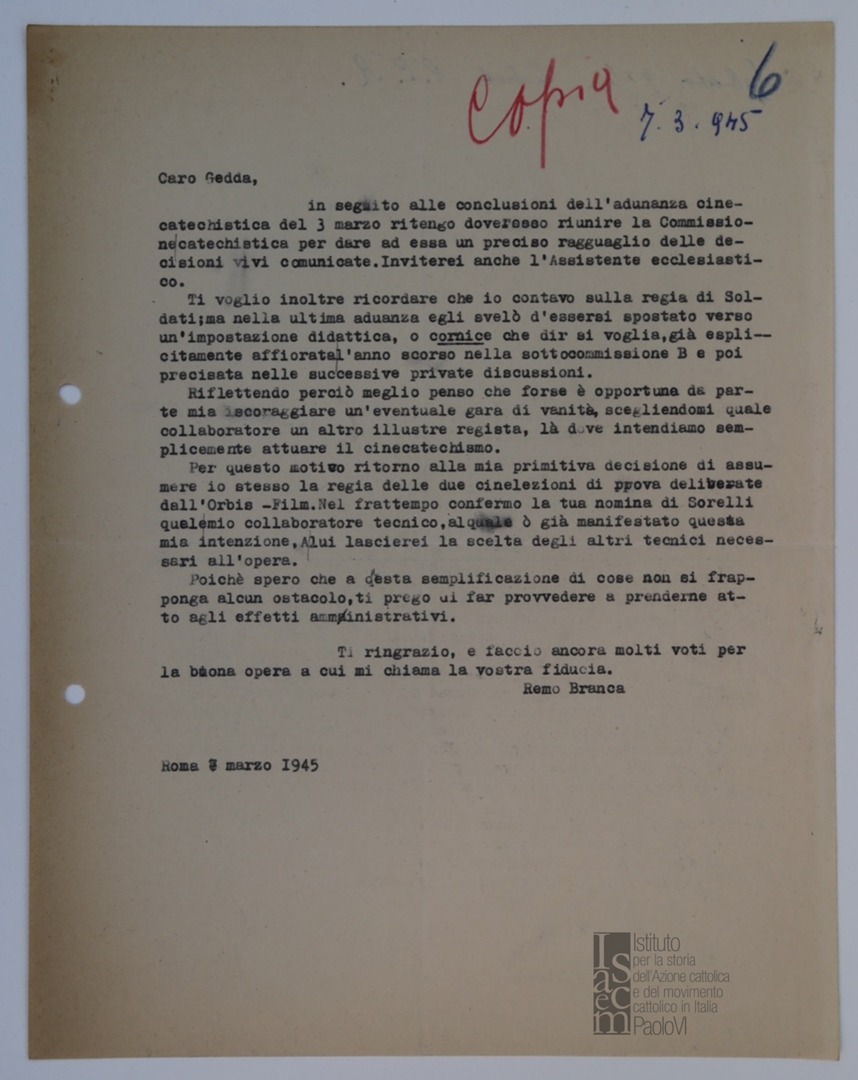 Copia
6
7.3.945
Caro Gedda,
in seguito alle conclusioni dell'adunanza cine-
catechistica del 3 marzo ritengo doveresso riunire la Commissio-
necatechistica per dare ad essa un preciso ragguaglio delle de-
cisioni vivi comunicate.Inviterei anche l'Assistente ecclesiasti-
co.
Ti voglio inoltre ricordare che io contavo sulla regia di Sol-
dati;ma nella ultima aduanza egli svelò d'essersi spostato verso
un'impostazione didattica, o cornice che dir si voglia,già espli--
citamente affiorata l'anno scorso nella sottocommissione B e poi
precisata nelle successive private discussioni.
Riflettendo perciò meglio penso che forse è opportuna da par-
te mia iscoraggiare un'eventuale gara di vanità, scegliendomi quale
collaboratore un altro illustre regista, là dove intendiamo sem-
plicemente attuare il cinecatechismo.
Per questo motivo ritorno alla mia primitiva decisione di assu-
mere io stesso la regia delle due cinelezioni di prova deliberate
dall'Orbis -Film.Nel frattempo confermo la tua nomina di Sorelli
quelemio collaboratore tecnico,alquale ò già manifestato questa
mia intenzione,Alui lascierei la scelta degli altri tecnici neces-
sari all'opera.
Poichè spero che a questa semplificazione di cose non si frap-
ponga alcun ostacolo,ti prego di far provvedere a prenderne at-
to agli effetti amministrativi.
Ti ringrazio, e faccio ancora molti voti per
la buona opera a cui mi chiama la vostra fiducia.
Remo Branca
Roma 7 marzo 1945
Isacem
Istituto
per la storia
dell'Azione cattolica
e del movimento
cattolico in Italia
PaoloVI